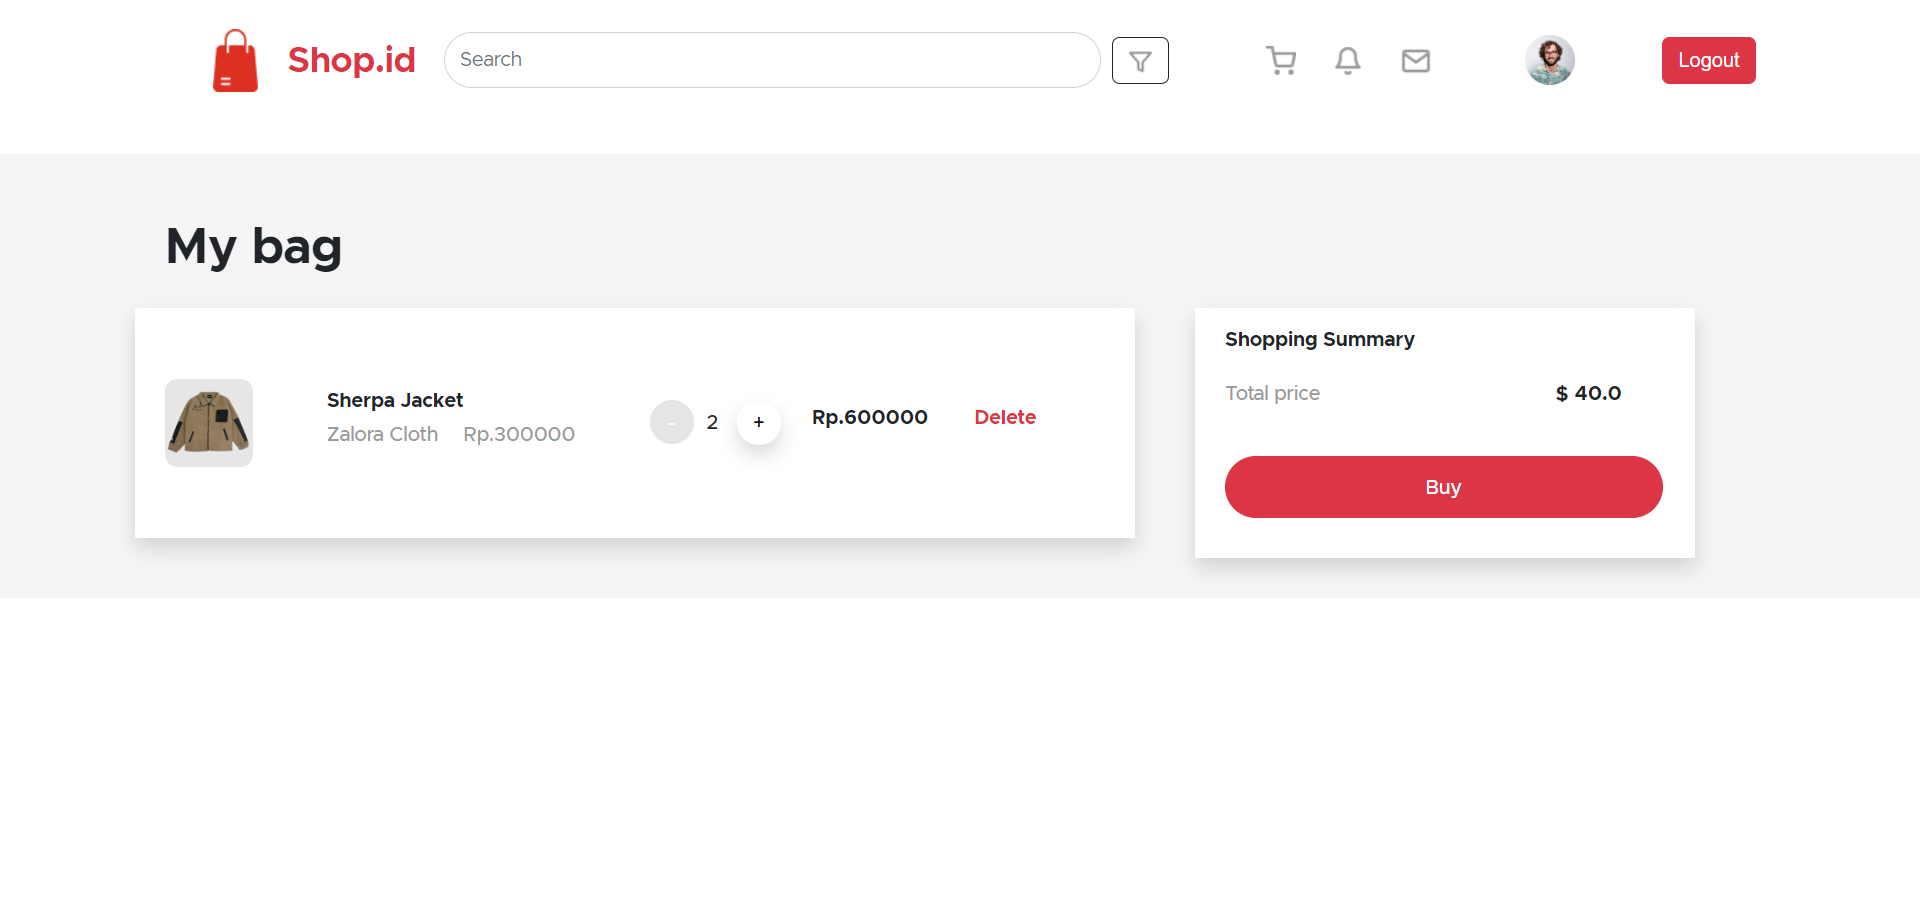 Shop.id
Search
Logout
My bag
Sherpa Jacket
Zalora Cloth Rp.300000
- 2 +
Rp.600000
Delete
Shopping Summary
Total price $ 40.0
Buy